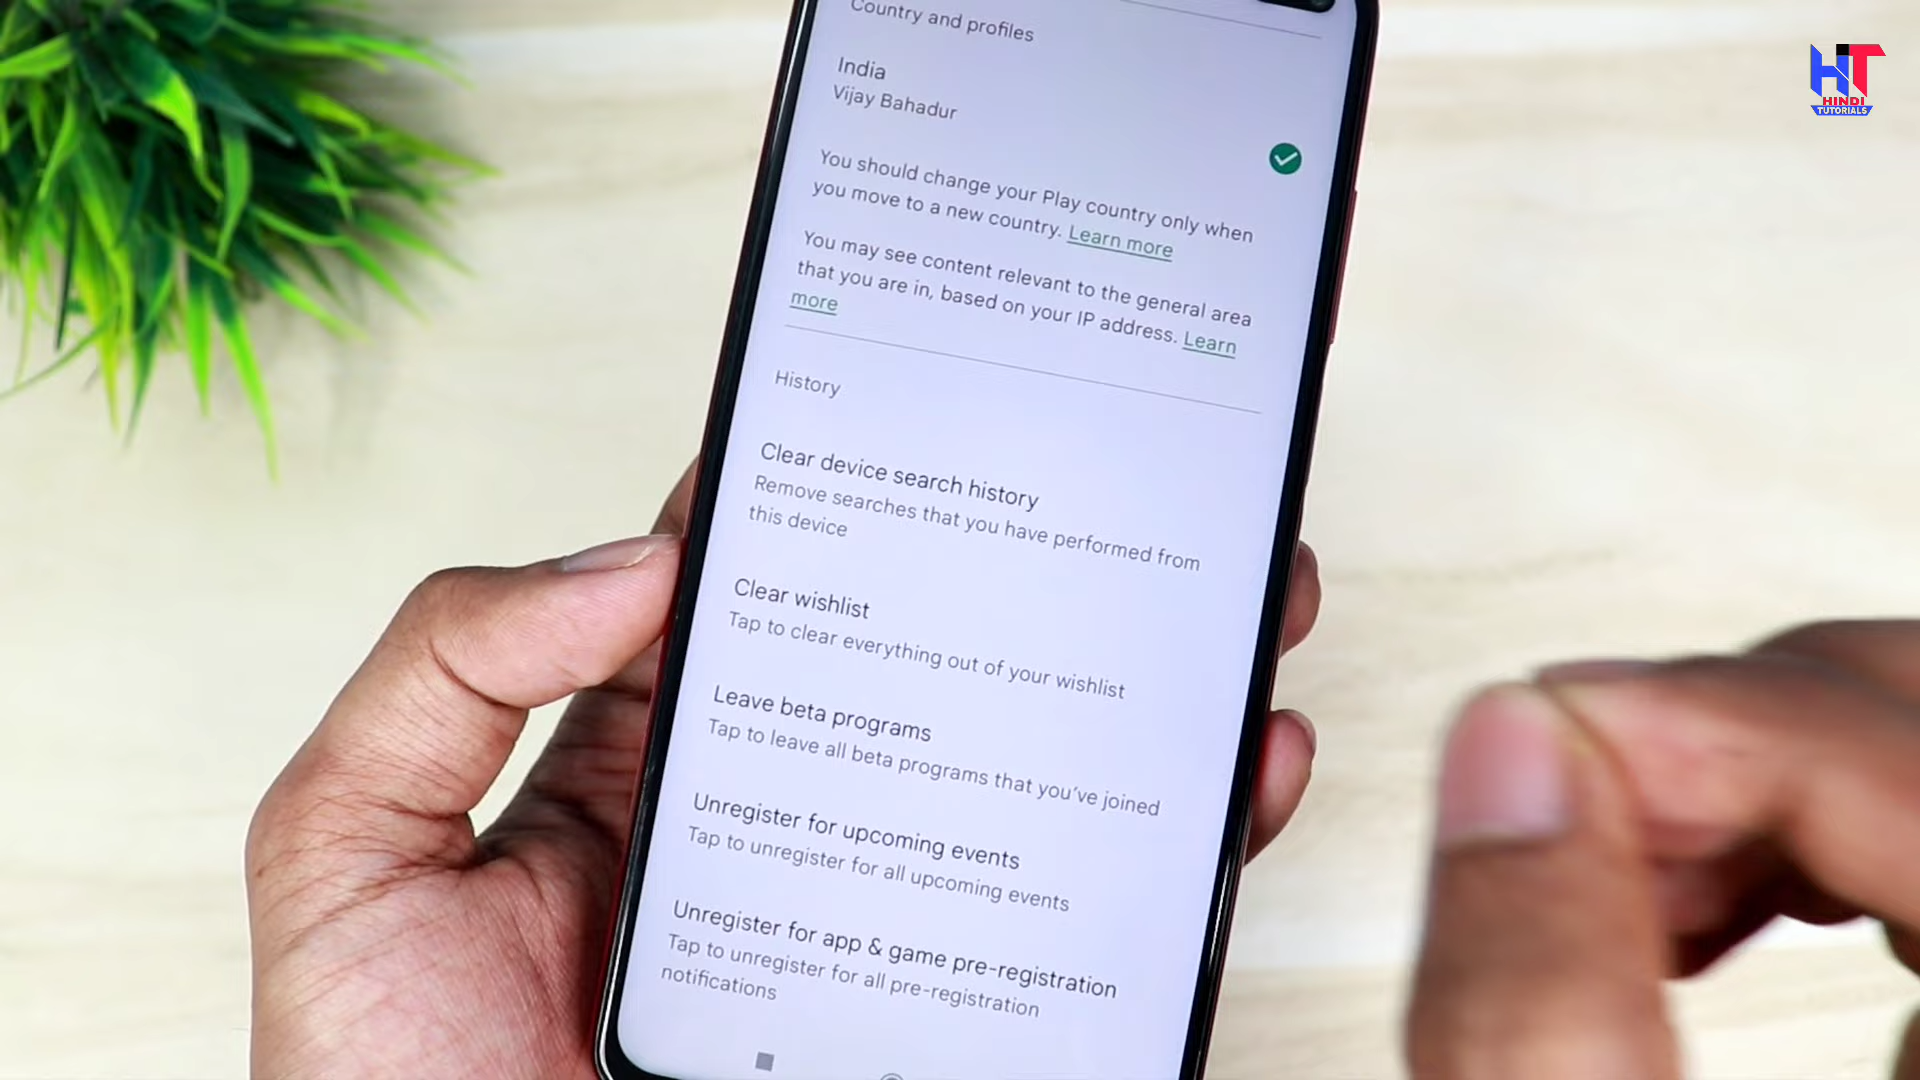 Country and profiles
India
Vijay Bahadur
You should change your Play country only when
you move to a new country. Learn more
You may see content relevant to the general area
that you are in, based on your IP address. Learn
more
History
Clear device search history
Remove searches that you have performed from
this device
Clear wishlist
Tap to clear everything out of your wishlist
Leave beta programs
Tap to leave all beta programs that you've joined
Unregister for upcoming events
Tap to unregister for all upcoming events
Unregister for app & game pre-registration
Tap to unregister for all pre-registration
notifications
HT
HINDI
TUTORIALS